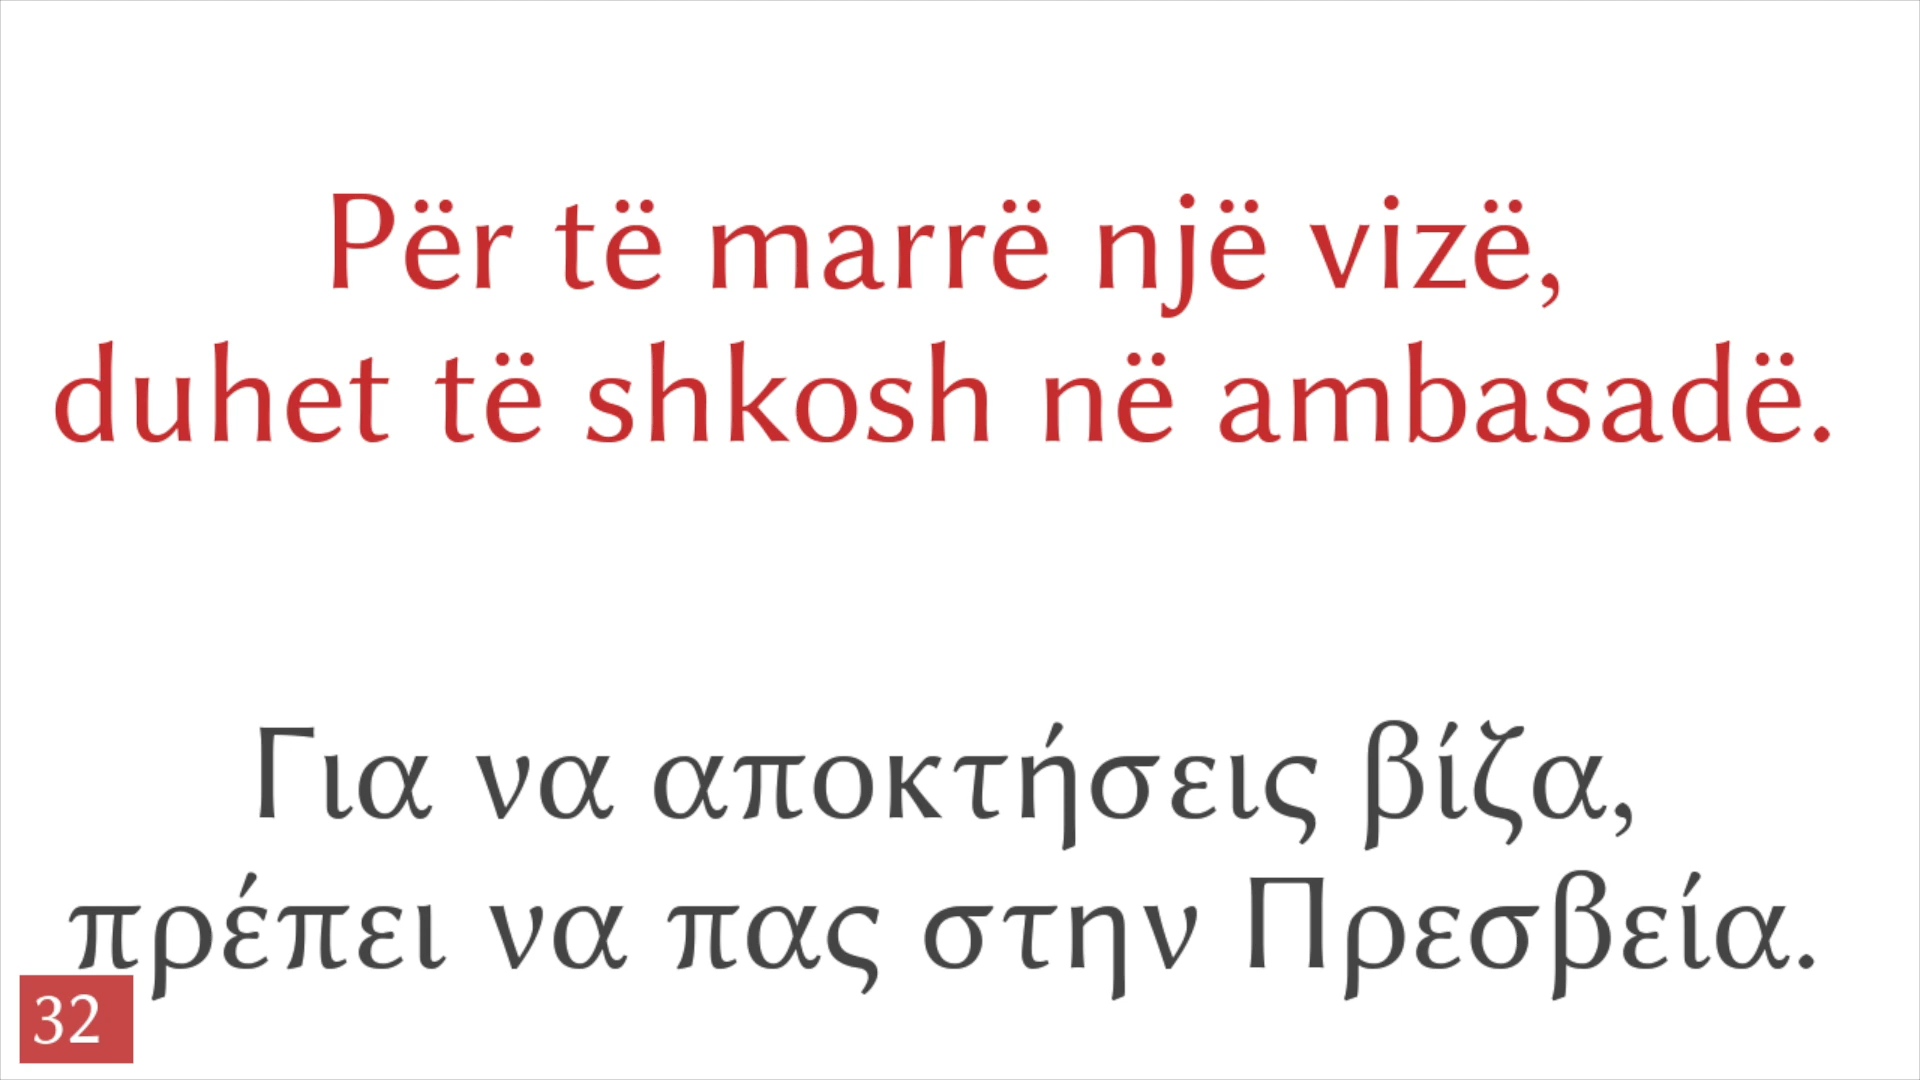 Për të marrë një vizë,
duhet të shkosh në ambasadë.
Για να αποκτήσεις βίζα,
πρέπει να πας στην Πρεσβεία.
32